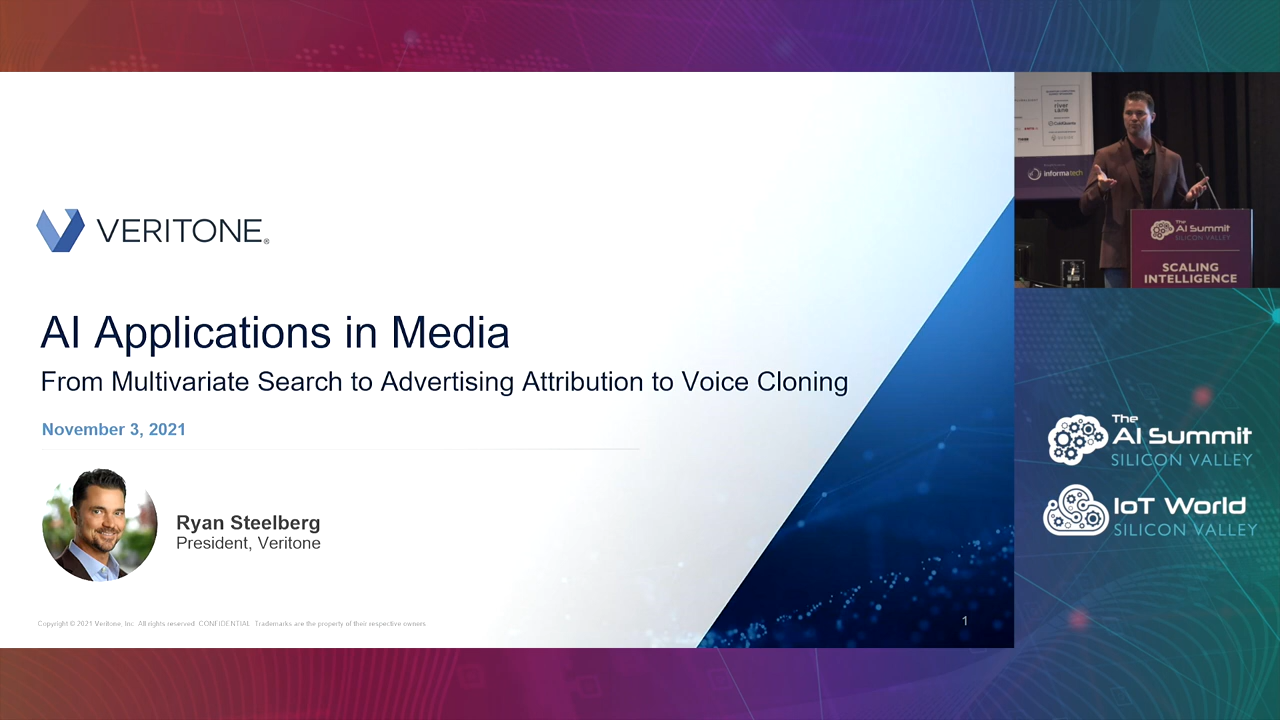 VERITONE®
AI Applications in Media
From Multivariate Search to Advertising Attribution to Voice Cloning
November 3, 2021
Ryan Steelberg
President, Veritone
Copyright © 2021 Veritone, Inc. All rights reserved. CONFIDENTIAL. Trademarks are the property of their respective owners
1
river
lane
informatech
The
AI Summit
SILICON VALLEY
SCALING
INTELLIGENCE
The
AI Summit
SILICON VALLEY
IoT World
SILICON VALLEY